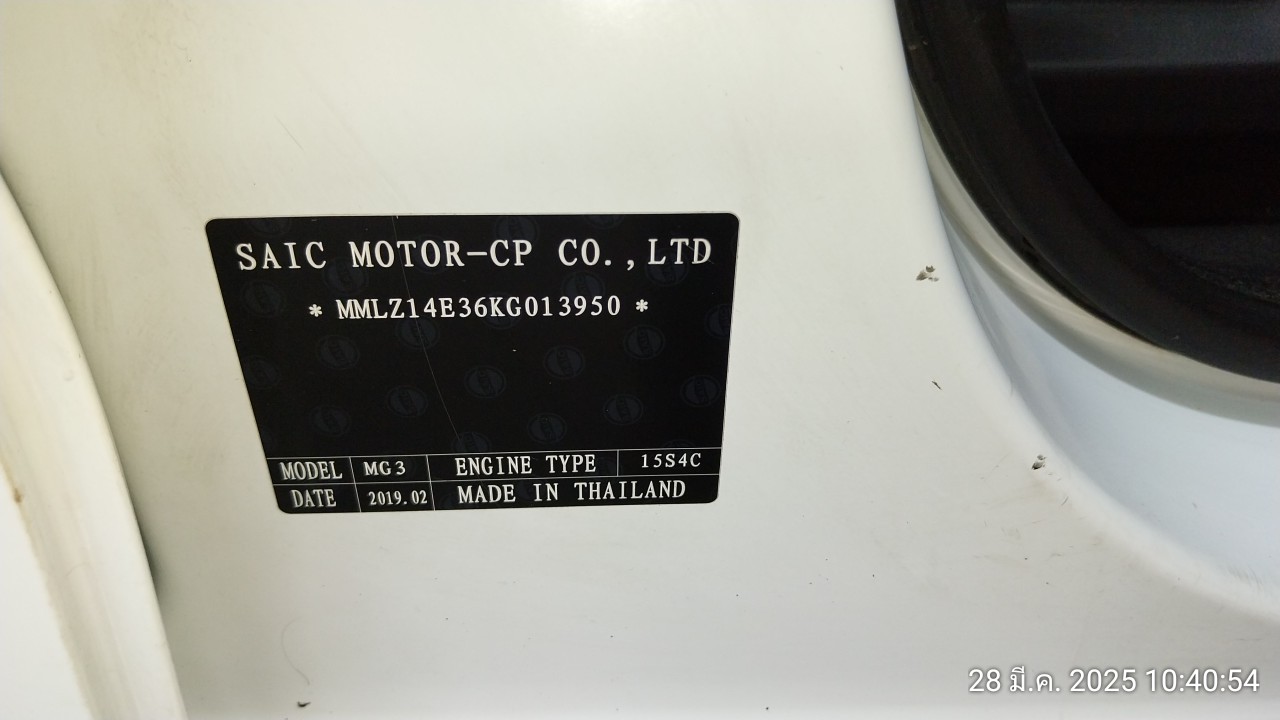 SAIC MOTOR-CP CO.,LTD
* MMLZ14E36KG013950 *
MODEL MG3 ENGINE TYPE 15S4C
DATE 2019.02 MADE IN THAILAND
28 มี.ค. 2025 10:40:54